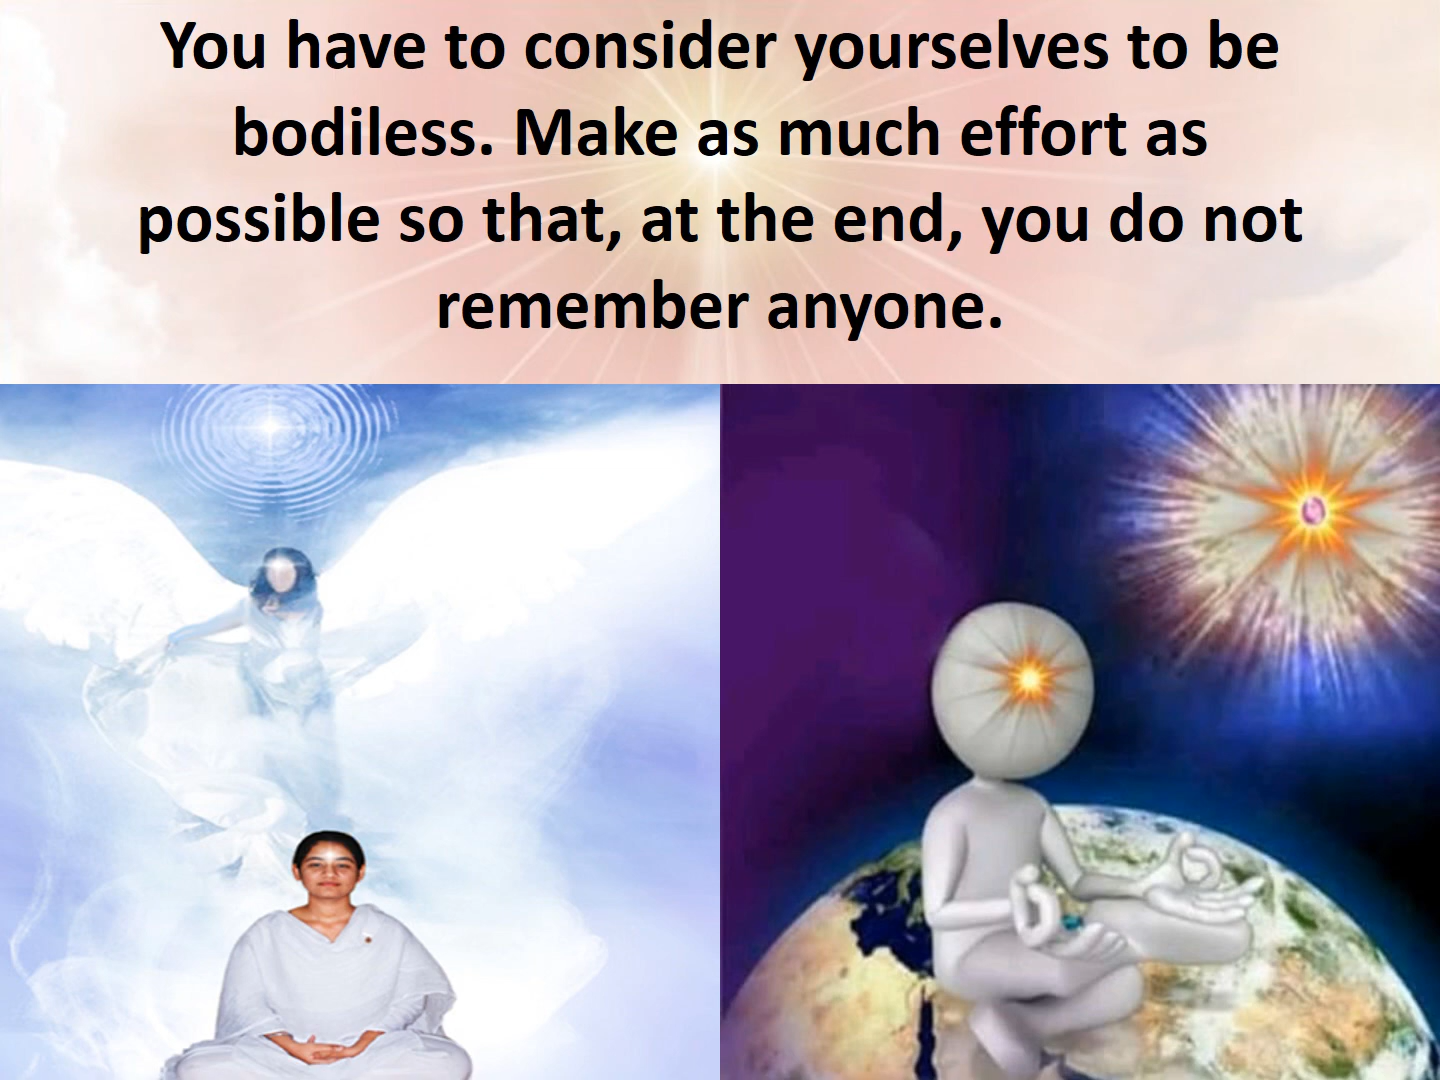 You have to consider yourselves to be
bodiless. Make as much effort as
possible so that, at the end, you do not
remember anyone.